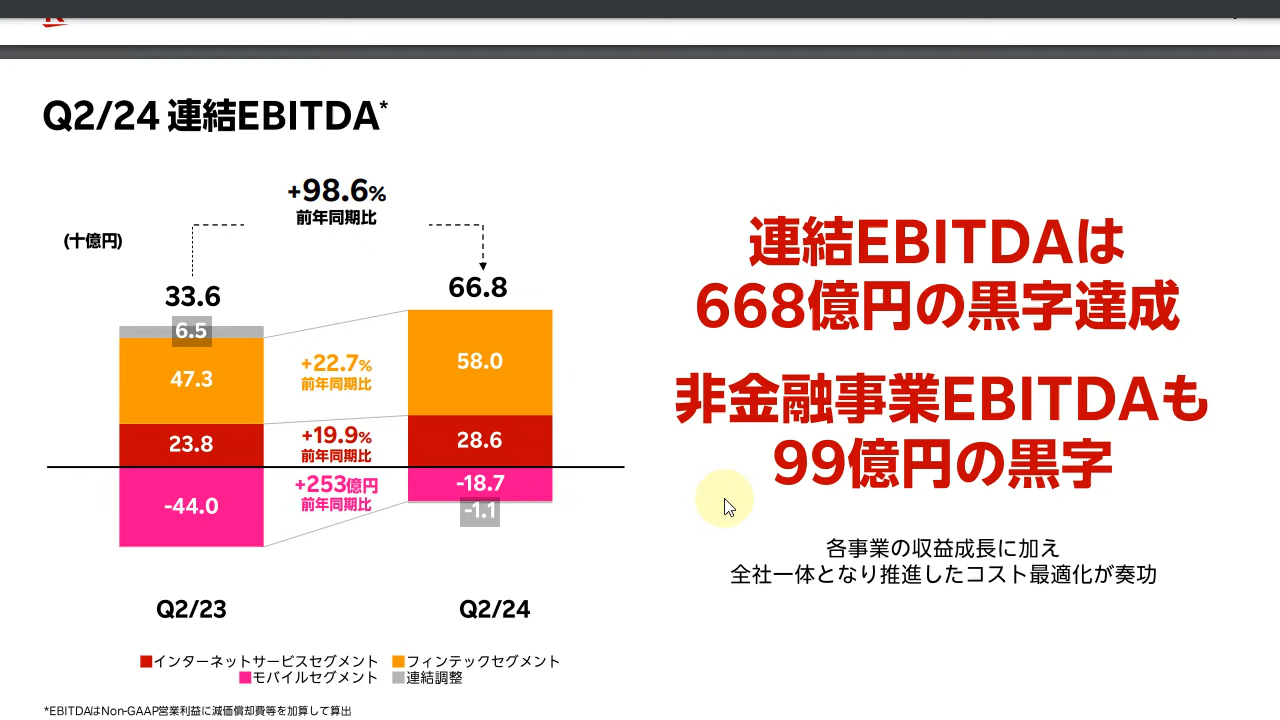 Q2/24 連結EBITDA*
+98.6%
前年同期比
(十億円)
33.6
66.8
6.5
47.3
23.8
-44.0
+22.7%
前年同期比
+19.9%
前年同期比
+253億円
前年同期比
58.0
28.6
-18.7
-1.1
Q2/23
Q2/24
インターネットサービスセグメント
フィンテックセグメント
モバイルセグメント
連結調整
*EBITDAはNon-GAAP営業利益に減価償却費等を加算して算出
連結EBITDAは
668億円の黒字達成
非金融事業EBITDAも
99億円の黒字
各事業の収益成長に加え
全社一体となり推進したコスト最適化が奏功